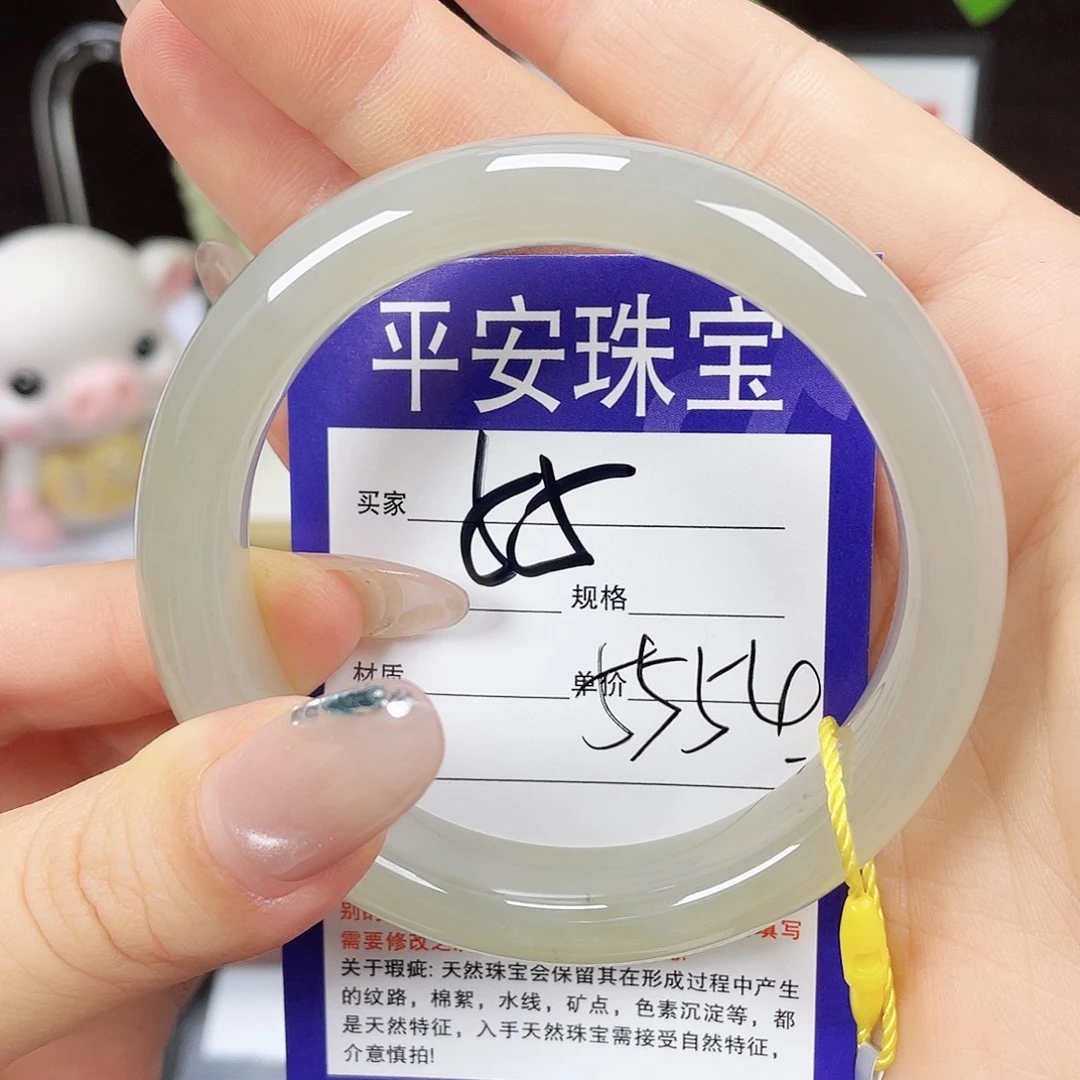 平安珠宝
买家
规格
材质 单价
需要修改之
填写
关于瑕疵: 天然珠宝会保留其在形成过程中产生
的纹路，棉絮，水线，矿点，色素沉淀等，都
是天然特征，入手天然珠宝需接受自然特征，
介意慎拍!